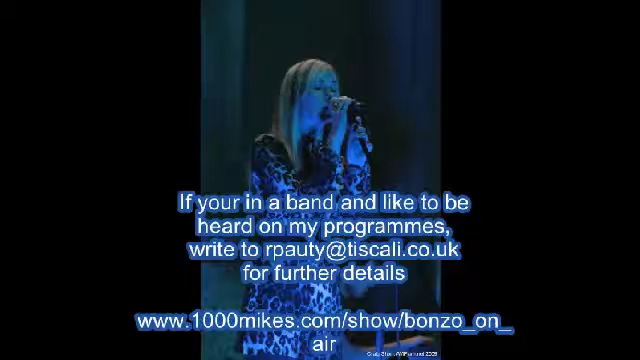 If your in a band and like to be
heard on my programmes,
write to rpauty@tiscali.co.uk
for further details
www.1000mikes.com/show/bonzo_on_
air
2009